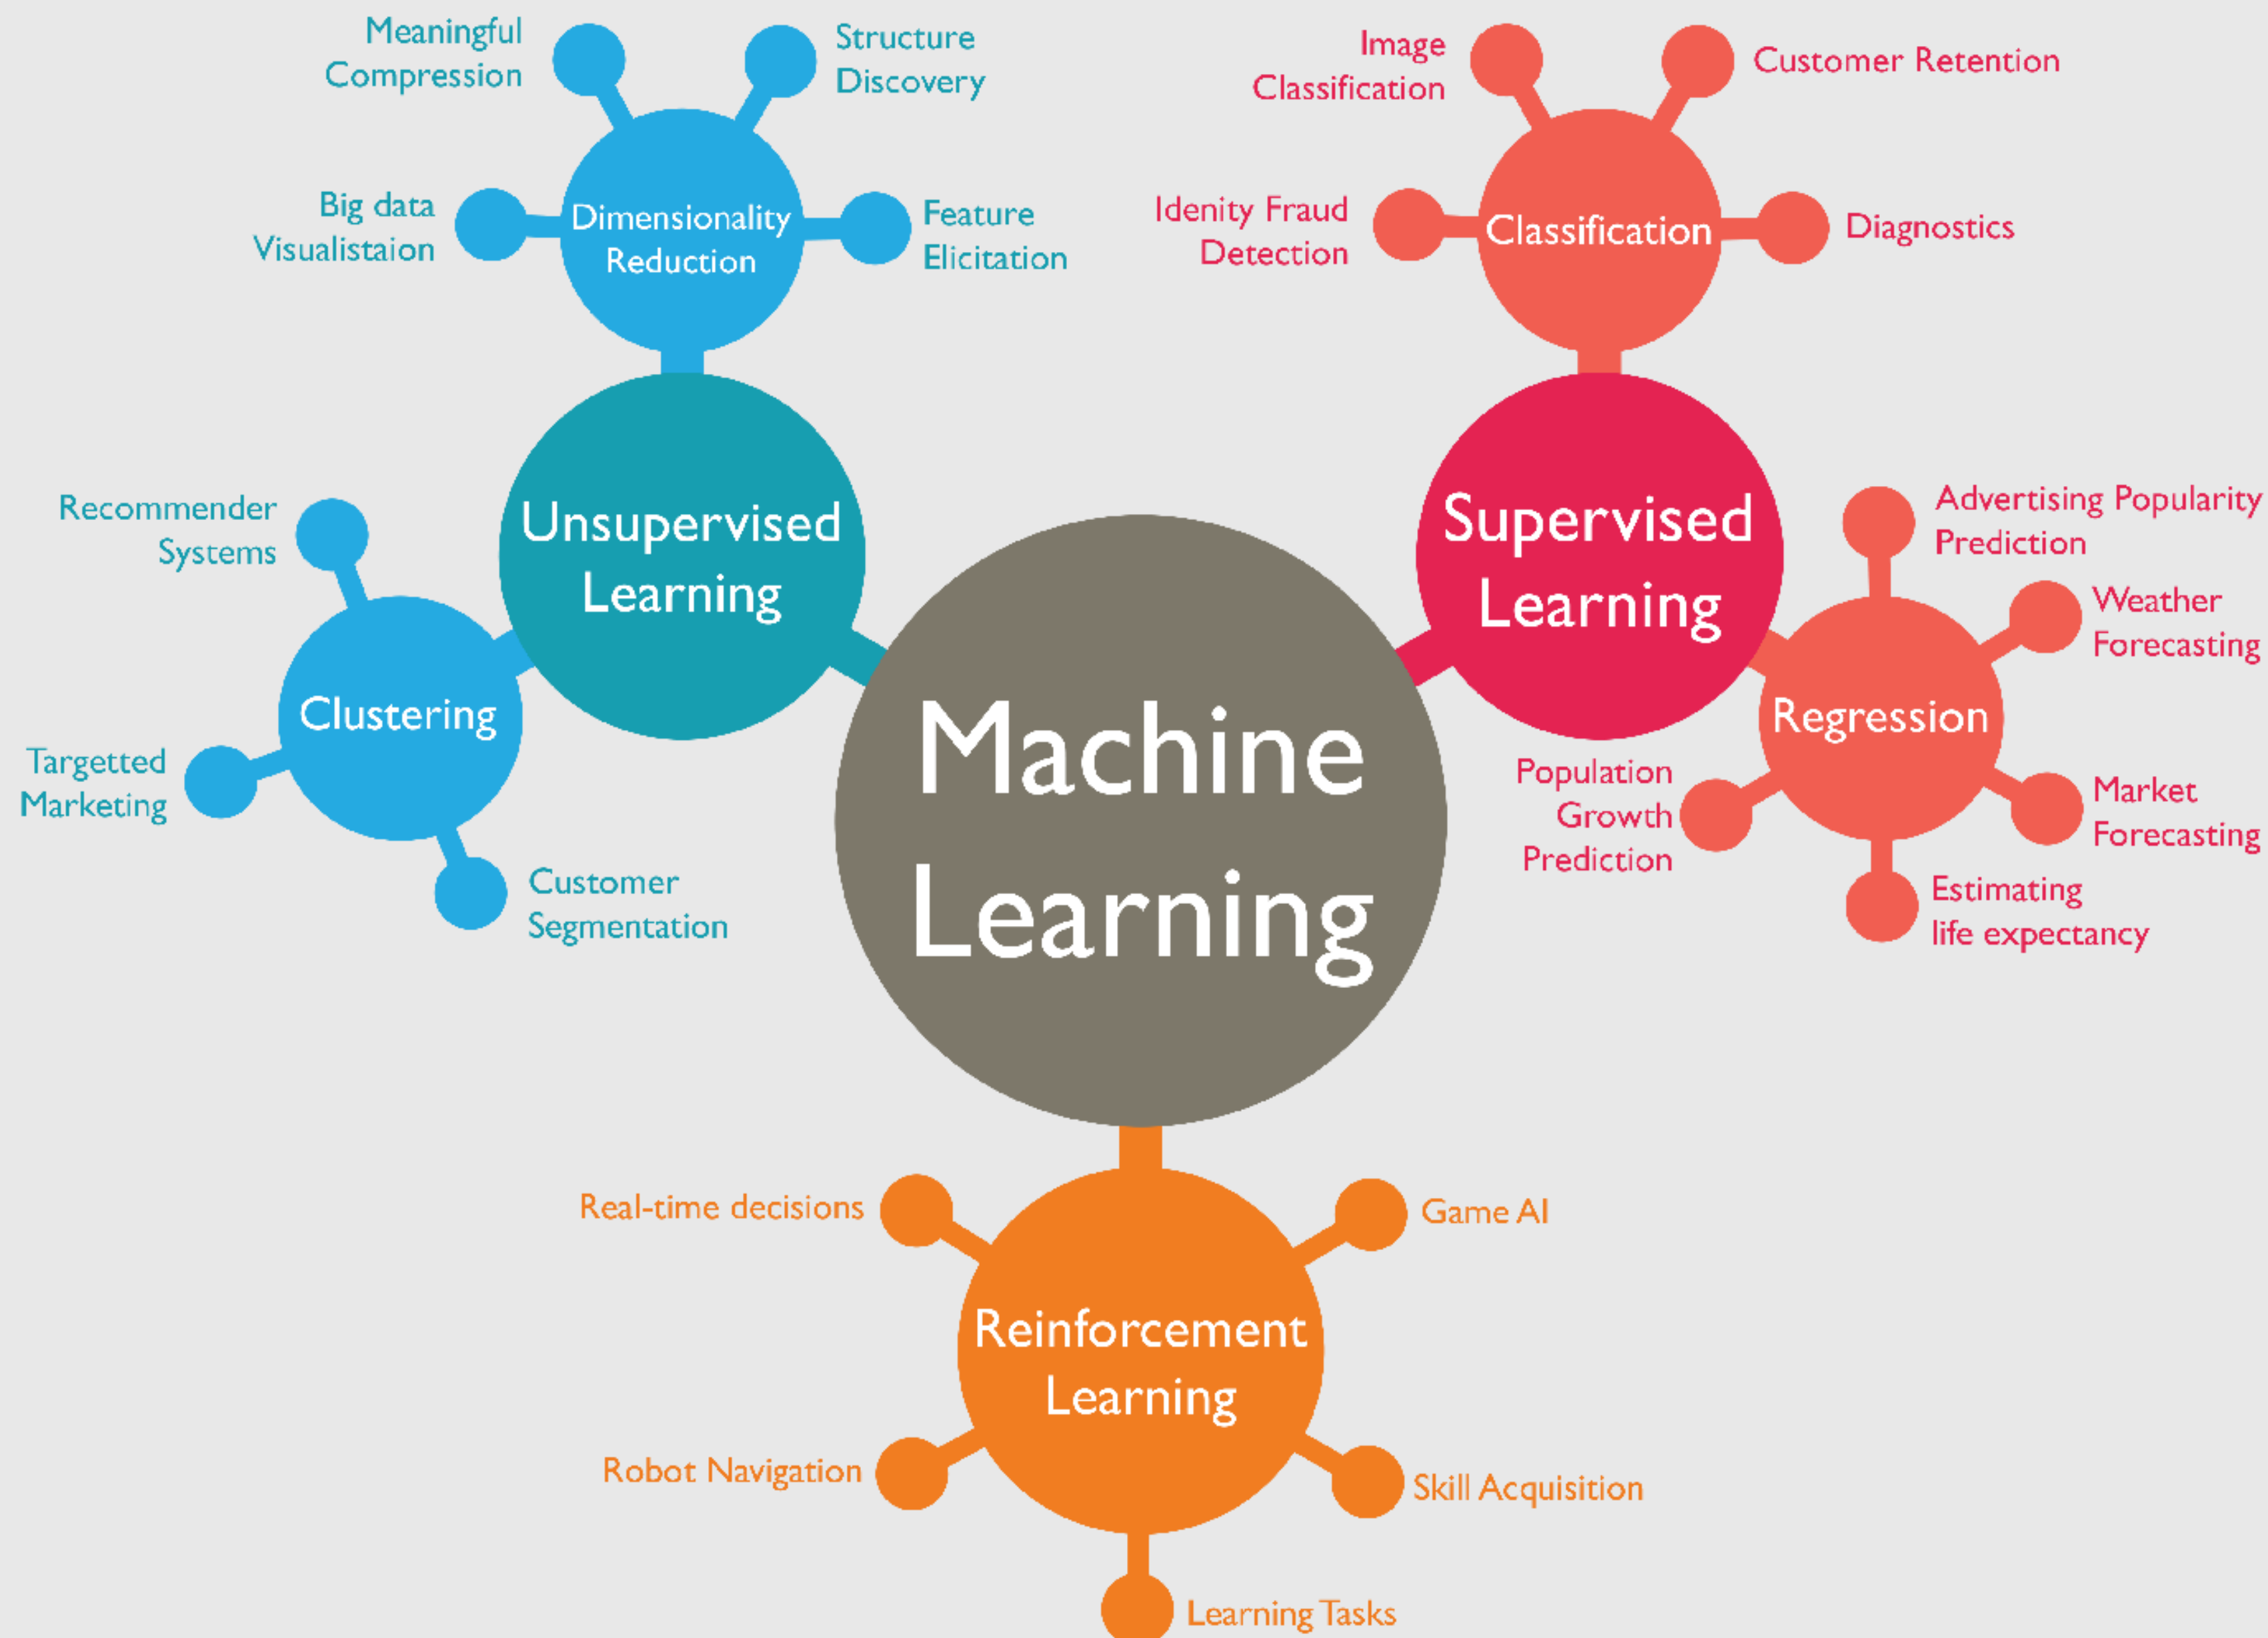 Meaningful
Compression
Structure
Discovery
Big data
Visualistaion
Dimensionality
Reduction
Feature
Elicitation
Image
Classification
Customer Retention
Idenity Fraud
Detection
Classification
Diagnostics
Recommender
Systems
Unsupervised
Learning
Clustering
Targetted
Marketing
Customer
Segmentation
Machine
Learning
Supervised
Learning
Advertising Popularity
Prediction
Weather
Forecasting
Regression
Population
Growth
Prediction
Market
Forecasting
Estimating
life expectancy
Real-time decisions
Game AI
Reinforcement
Learning
Robot Navigation
Skill Acquisition
Learning Tasks